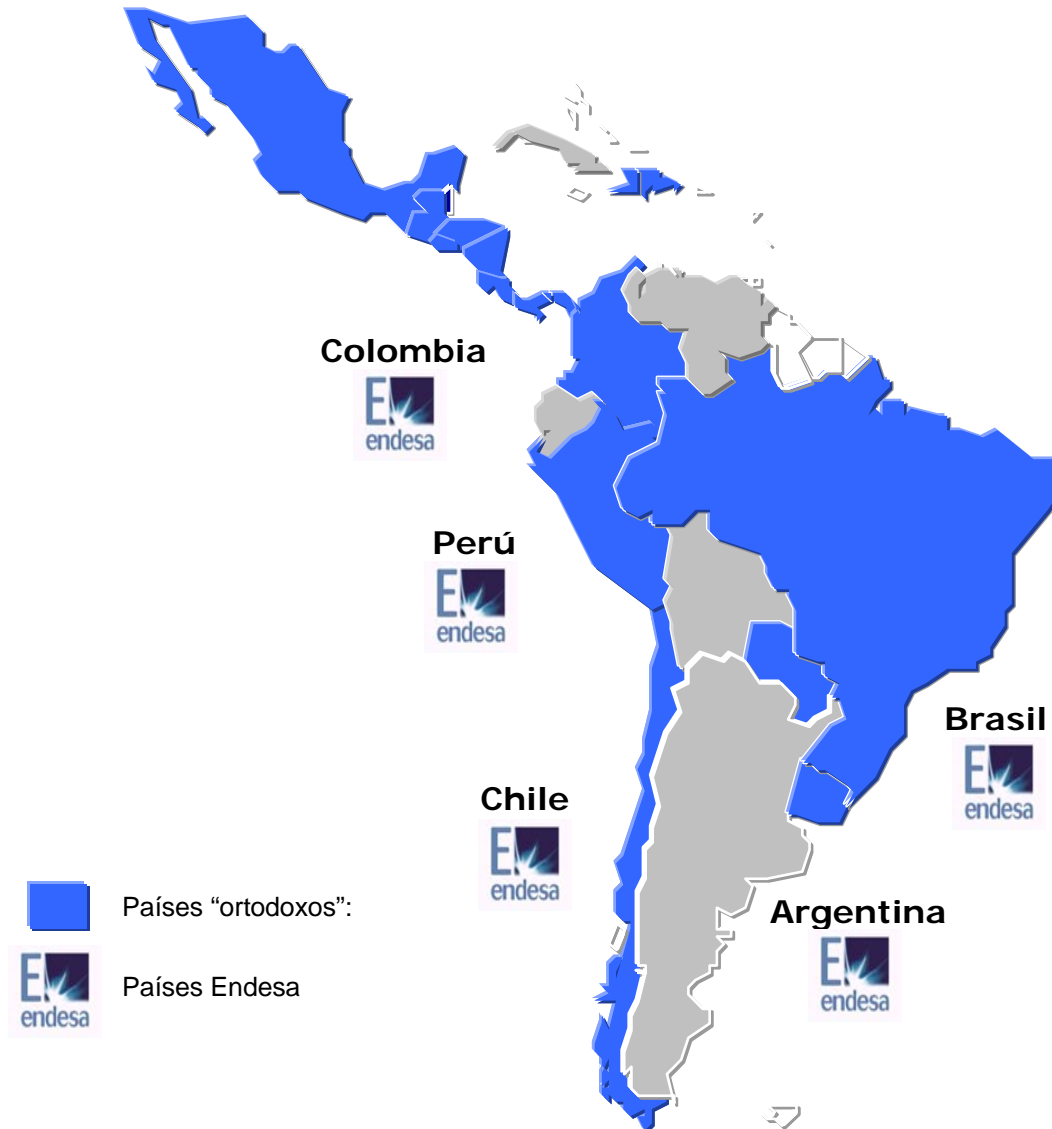 Colombia
endesa
Perú
endesa
Brasil
endesa
Chile
endesa
Argentina
endesa
Países “ortodoxos”:
endesa
Países Endesa